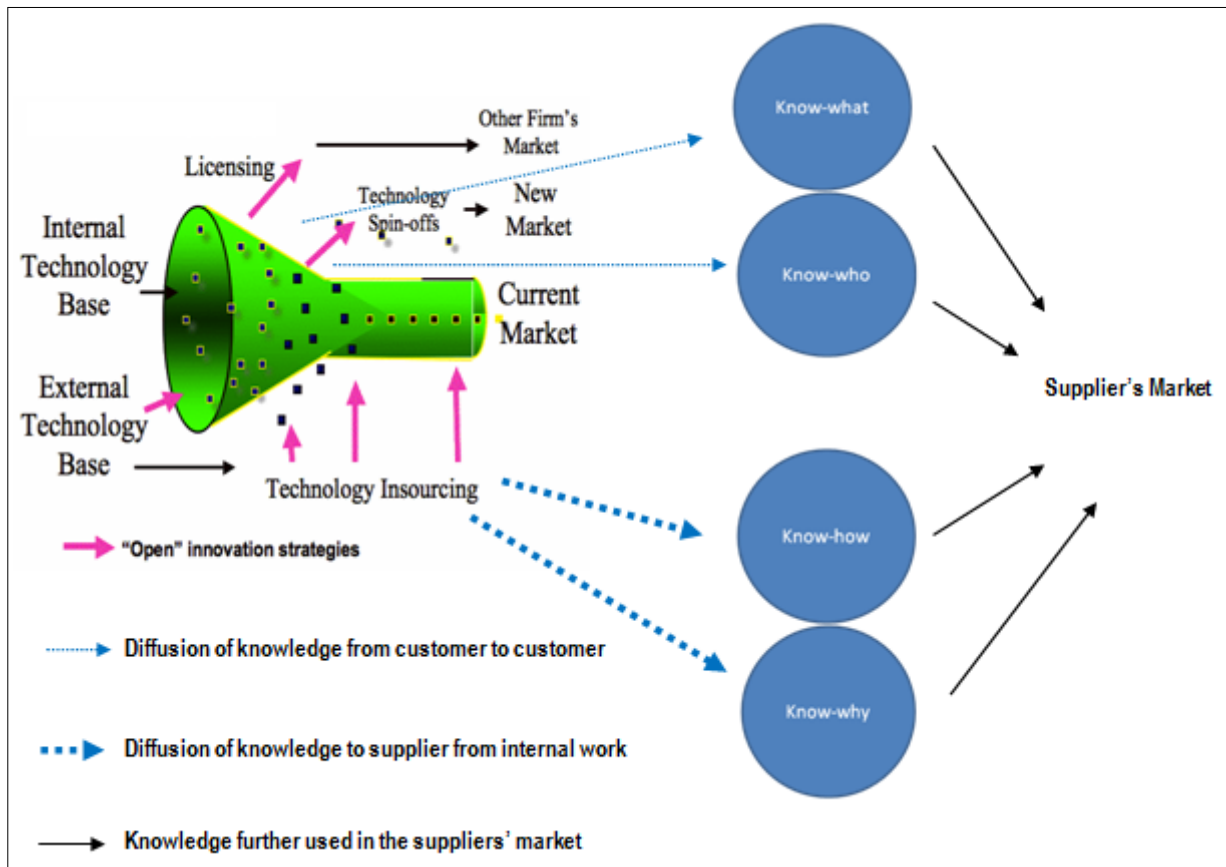 Other Firm's
Market
Licensing
Technology
Spin-offs
New
Market
Internal
Technology
Base
Current
Market
External
Technology
Base
Technology Insourcing
"Open" innovation strategies
Know-what
Know-who
Supplier's Market
Know-how
Know-why
Diffusion of knowledge from customer to customer
Diffusion of knowledge to supplier from internal work
Knowledge further used in the suppliers' market